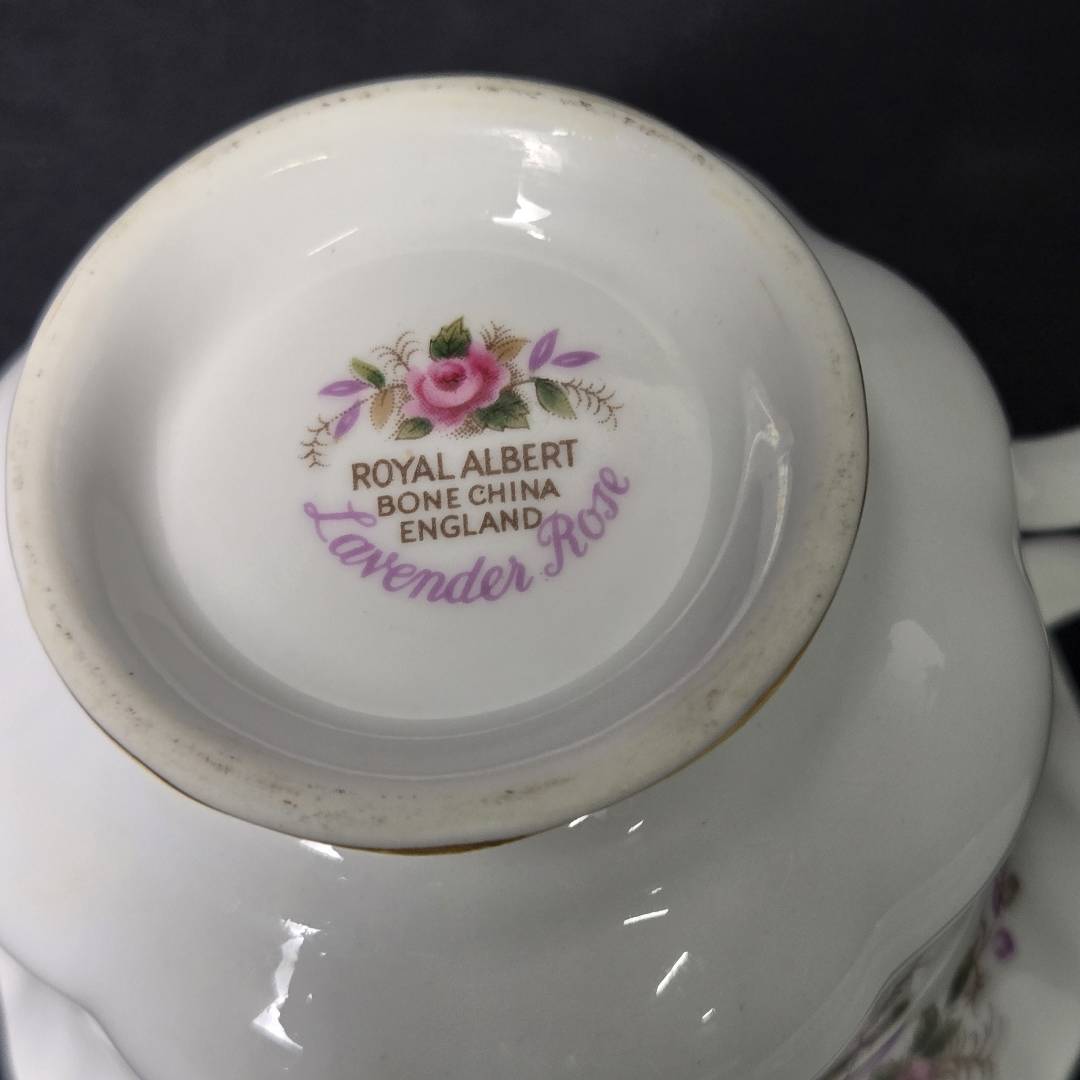 ROYAL ALBERT
BONE CHINA
ENGLAND
Lavender Rose